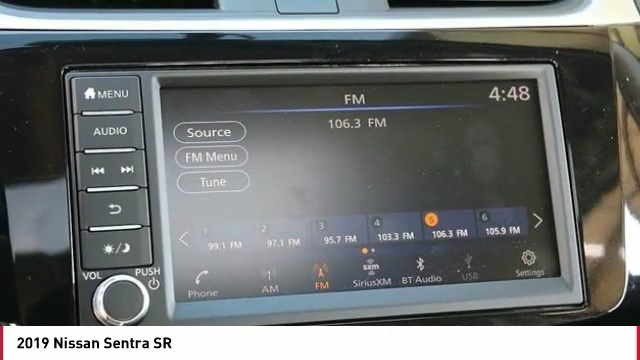 MENU
AUDIO
VOL
PUSH
FM
4:48
106.3 FM
Source
FM Menu
Tune
1 2 3 4 5 6
99.1 FM 97.1 FM 95.7 FM 103.3 FM 106.3 FM 105.9 FM
Phone AM FM SiriusXM BT Audio USB Settings
sxm
2019 Nissan Sentra SR